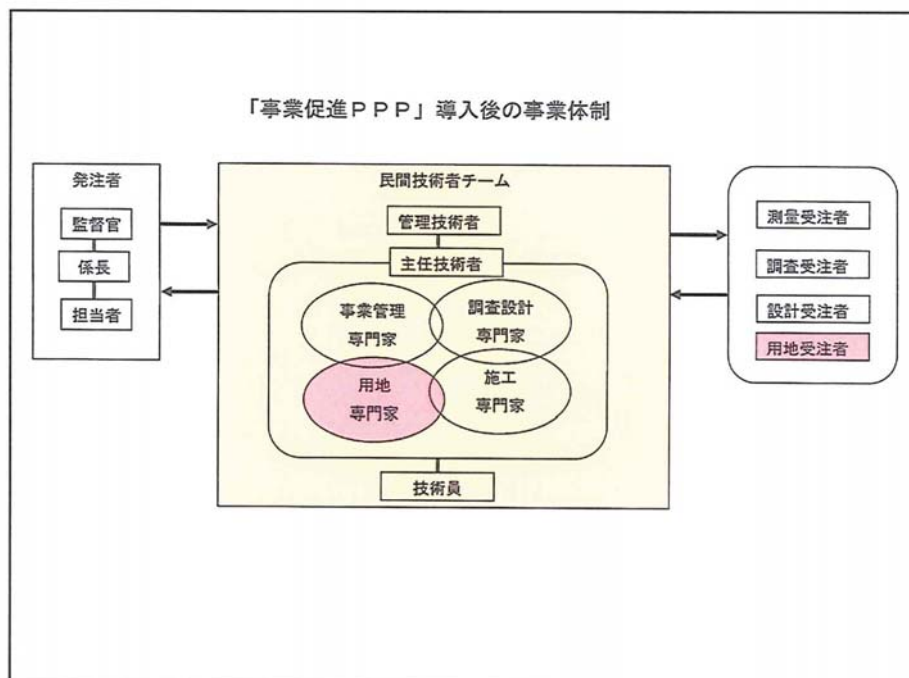 「事業促進ＰＰＰ」導入後の事業体制
発注者
監督官
係長
担当者
民間技術者チーム
管理技術者
主任技術者
事業管理
専門家
調査設計
専門家
用地
専門家
施工
専門家
技術員
測量受注者
調査受注者
設計受注者
用地受注者